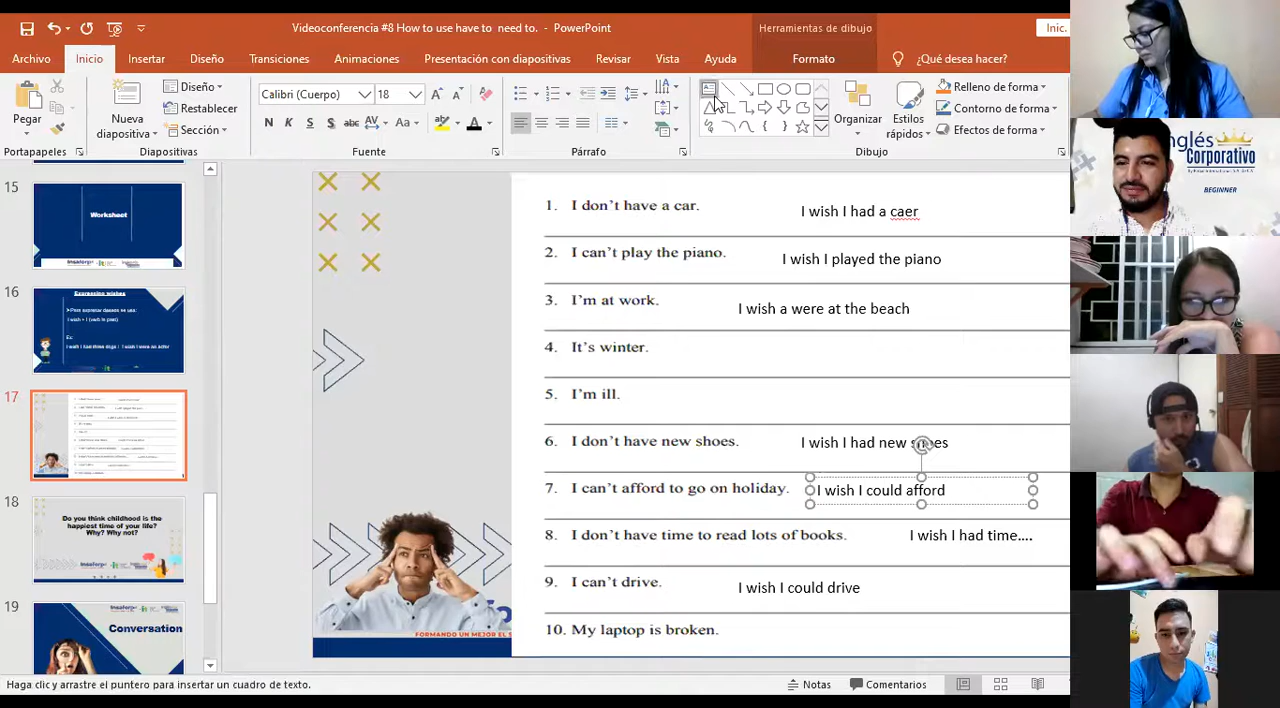 Videoconferencia #8 How to use have to need to. - PowerPoint
Herramientas de dibujo
Inic.
Archivo
Inicio
Insertar
Diseño
Transiciones
Animaciones
Presentación con diapositivas
Revisar
Vista
Ayuda
Formato
¿Qué desea hacer?
Pegar
Nueva diapositiva
Diseño
Restablecer
Sección
Calibri (Cuerpo)
18
N K S S abc AV Aa A
Organizar
Estilos rápidos
Relleno de forma
Contorno de forma
Efectos de forma
Portapapeles
Diapositivas
Fuente
Párrafo
Dibujo
15
Worksheet
16
Expressing wishes
17
18
Do you think childhood is the happiest time of your life? Why? Why not?
19
Conversation
1. I don't have a car. I wish I had a caer
2. I can't play the piano. I wish I played the piano
3. I'm at work. I wish a were at the beach
4. It's winter.
5. I'm ill.
6. I don't have new shoes. wish I had new shoes
7. I can't afford to go on holiday. I wish I could afford
8. I don't have time to read lots of books. I wish I had time....
9. I can't drive. I wish I could drive
10. My laptop is broken.
FORMANDO UN MEJOR EL S
Haga clic y arrastre el puntero para insertar un cuadro de texto.
Notas
Comentarios
nglés
Corporativo
BEGINNER